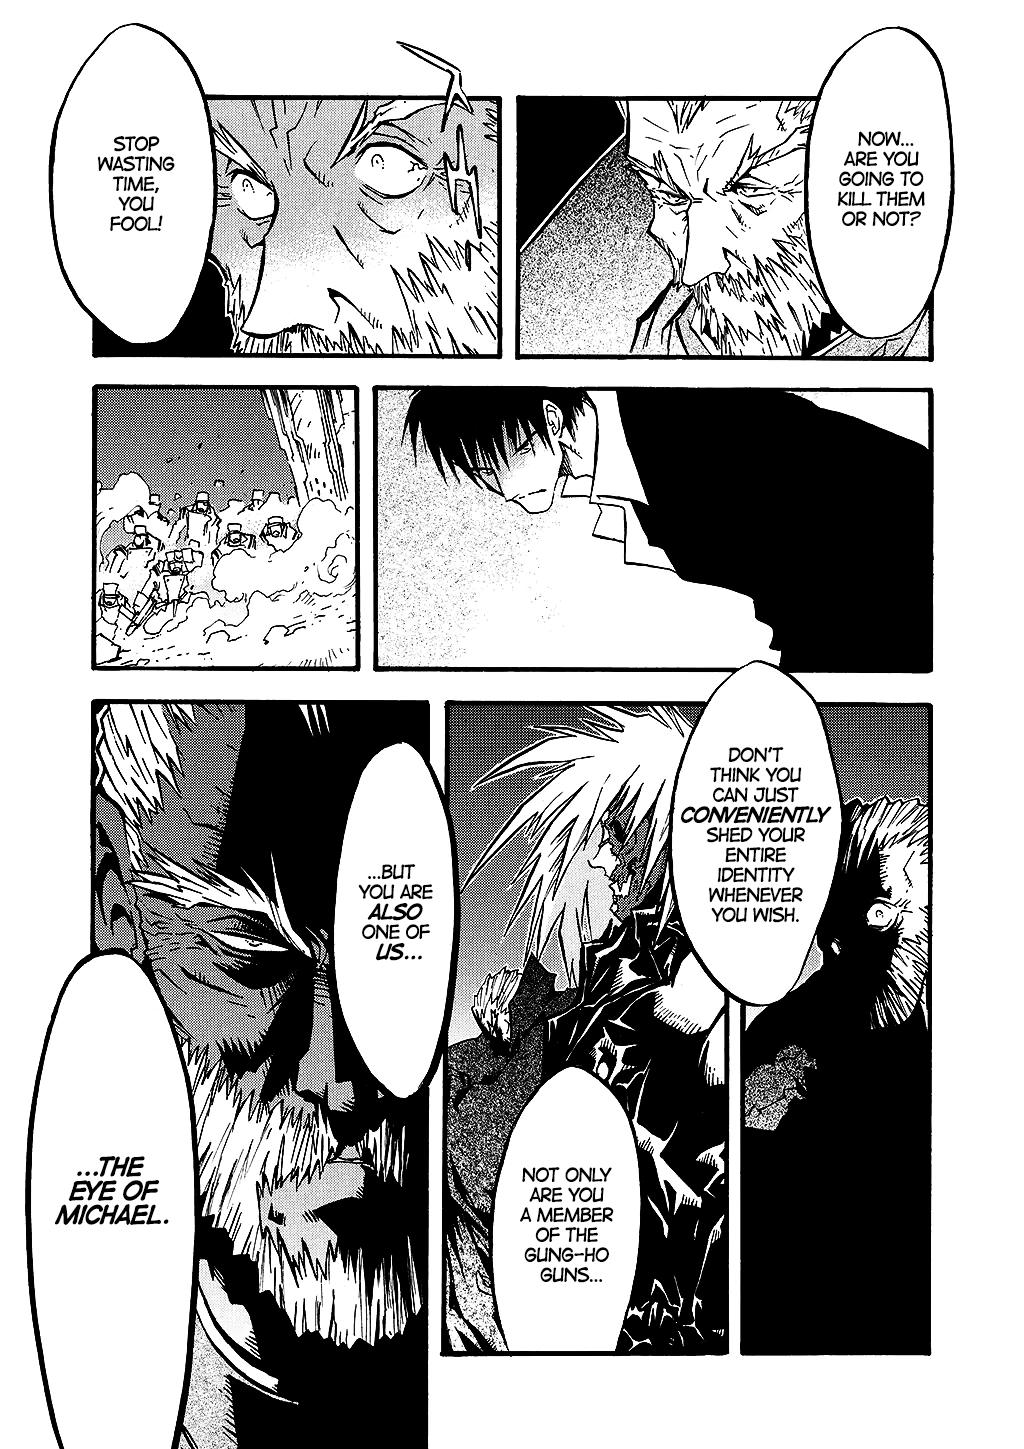 NOW...
ARE YOU
GOING TO
KILL THEM
OR NOT?
STOP
WASTING
TIME,
YOU
FOOL!
DON'T
THINK YOU
CAN JUST
CONVENIENTLY
SHED YOUR
ENTIRE
IDENTITY
WHENEVER
YOU WISH.
NOT ONLY
ARE YOU
A MEMBER
OF THE
GUNG-HO
GUNS...
...BUT
YOU ARE
ALSO
ONE OF
US...
...THE
EYE OF
MICHAEL.